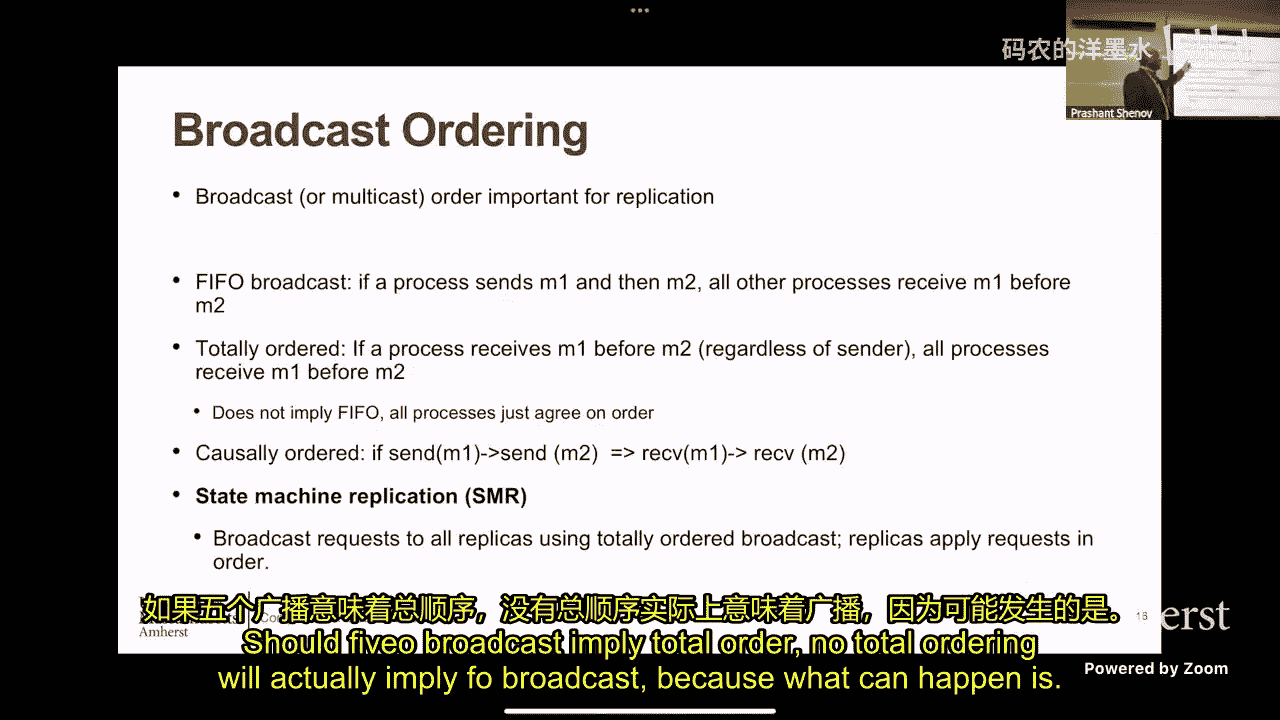 码农的洋墨水
Prashant Shenoy
Broadcast Ordering
• Broadcast (or multicast) order important for replication
• FIFO broadcast: if a process sends m1 and then m2, all other processes receive m1 before
m2
• Totally ordered: If a process receives m1 before m2 (regardless of sender), all processes
receive m1 before m2
• Does not imply FIFO, all processes just agree on order
• Causally ordered: if send(m1)->send (m2) => recv(m1)-> recv (m2)
• State machine replication (SMR)
• Broadcast requests to all replicas using totally ordered broadcast; replicas apply requests in
order.
如果五个广播意味着总顺序，没有总顺序实际上意味着广播，因为可能发生的是。
Amherst
16
erst
Should fiveo broadcast imply total order, no total ordering
will actually imply fo broadcast, because what can happen is.
Powered by Zoom